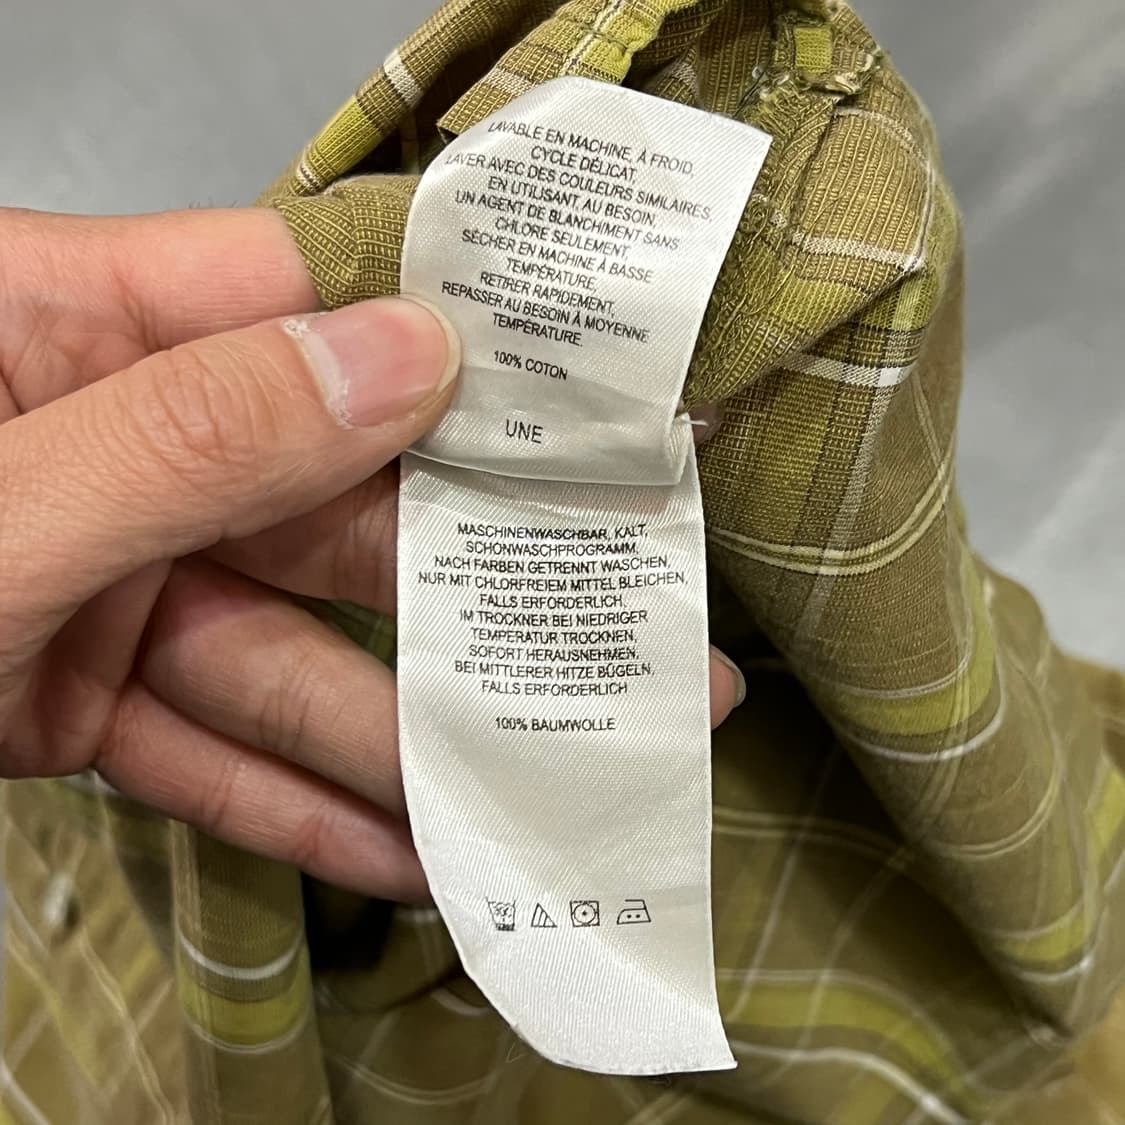 LAVABLE EN MACHINE, À FROID,
CYCLE DÉLICAT,
LAVER AVEC DES COULEURS SIMILAIRES,
EN UTILISANT, AU BESOIN,
UN AGENT DE BLANCHIMENT SANS
CHLORE SEULEMENT,
SÉCHER EN MACHINE À BASSE
TEMPÉRATURE,
RETIRER RAPIDEMENT,
REPASSER AU BESOIN À MOYENNE
TEMPÉRATURE.
100% COTON
UNE
MASCHINENWASCHBAR, KALT,
SCHONWASCHPROGRAMM,
NACH FARBEN GETRENNT WASCHEN,
NUR MIT CHLORFREIEM MITTEL BLEICHEN,
FALLS ERFORDERLICH,
IM TROCKNER BEI NIEDRIGER
TEMPERATUR TROCKNEN,
SOFORT HERAUSNEHMEN,
BEI MITTLERER HITZE BÜGELN,
FALLS ERFORDERLICH
100% BAUMWOLLE